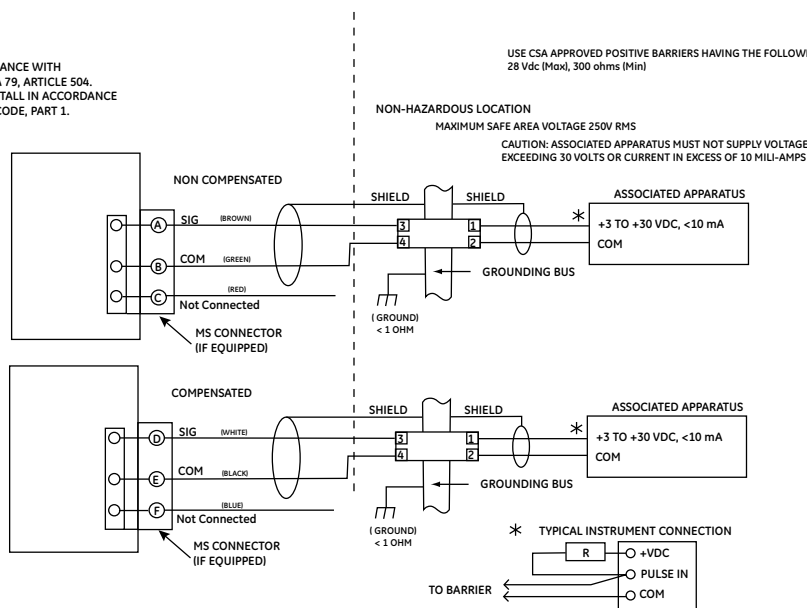 ANCE WITH
A 79, ARTICLE 504.
TALL IN ACCORDANCE
CODE, PART 1.
USE CSA APPROVED POSITIVE BARRIERS HAVING THE FOLLOWI
28 Vdc (Max), 300 ohms (Min)
NON-HAZARDOUS LOCATION
MAXIMUM SAFE AREA VOLTAGE 250V RMS
CAUTION: ASSOCIATED APPARATUS MUST NOT SUPPLY VOLTAGE
EXCEEDING 30 VOLTS OR CURRENT IN EXCESS OF 10 MILI-AMPS
NON COMPENSATED
SHIELD
SHIELD
ASSOCIATED APPARATUS
A
SIG
(BROWN)
3
1
*
+3 TO +30 VDC, <10 mA
B
COM
(GREEN)
4
2
COM
GROUNDING BUS
C
(RED)
Not Connected
(GROUND)
< 1 OHM
MS CONNECTOR
(IF EQUIPPED)
COMPENSATED
SHIELD
SHIELD
ASSOCIATED APPARATUS
D
SIG
(WHITE)
3
1
*
+3 TO +30 VDC, <10 mA
E
COM
(BLACK)
4
2
COM
GROUNDING BUS
F
(BLUE)
Not Connected
(GROUND)
< 1 OHM
MS CONNECTOR
(IF EQUIPPED)
* TYPICAL INSTRUMENT CONNECTION
R
+VDC
PULSE IN
TO BARRIER
COM